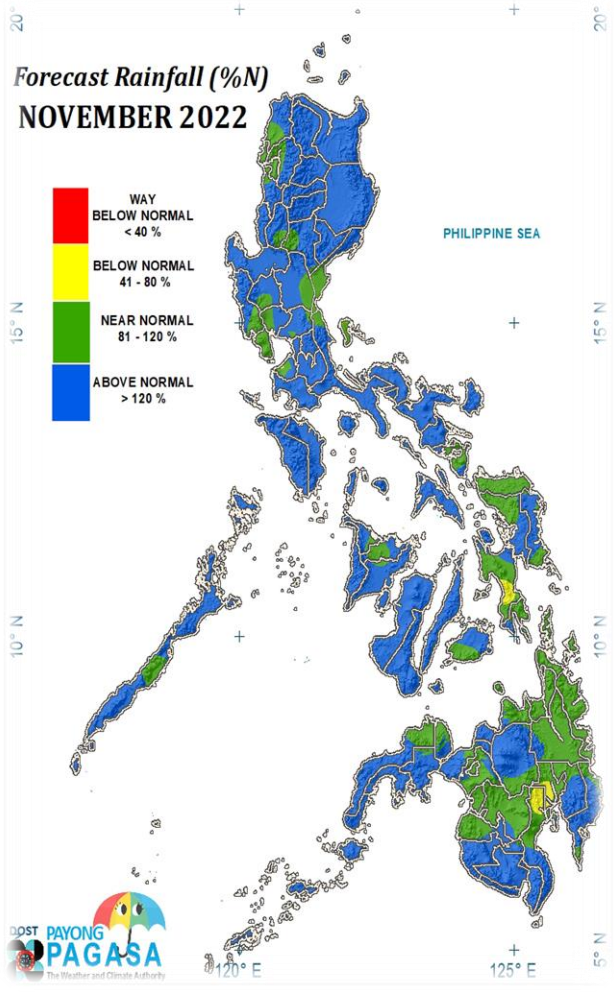 20°
20°
Forecast Rainfall (%N)
NOVEMBER 2022
WAY
BELOW NORMAL
< 40 %
BELOW NORMAL
41 - 80 %
NEAR NORMAL
81 - 120 %
ABOVE NORMAL
> 120 %
PHILIPPINE SEA
15° N
15° N
10° N
10° N
DOST
PAYONG
PAGASA
The Weather and Climate Authority
120° E
125° E
5° N